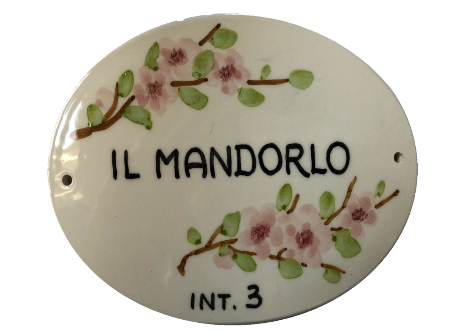 IL MANDORLO
INT. 3